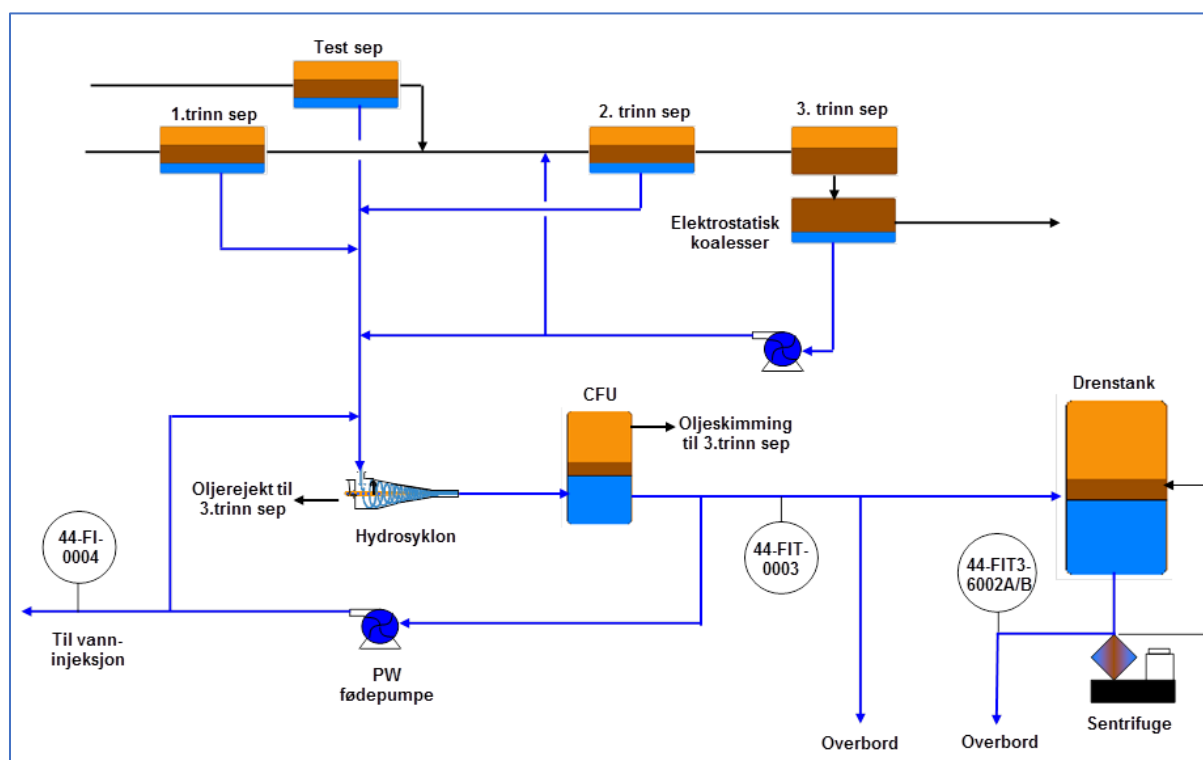 Test sep
1.trinn sep
2. trinn sep
3. trinn sep
Elektrostatisk
koalesser
CFU
Drenstank
Oljeskimming
til 3.trinn sep
Oljerejekt til
3.trinn sep
Hydrosyklon
44-FI-
0004
44-FIT-
0003
44-FIT3-
6002A/B
Til vann-
injeksjon
PW
fødepumpe
Overbord
Overbord
Sentrifuge